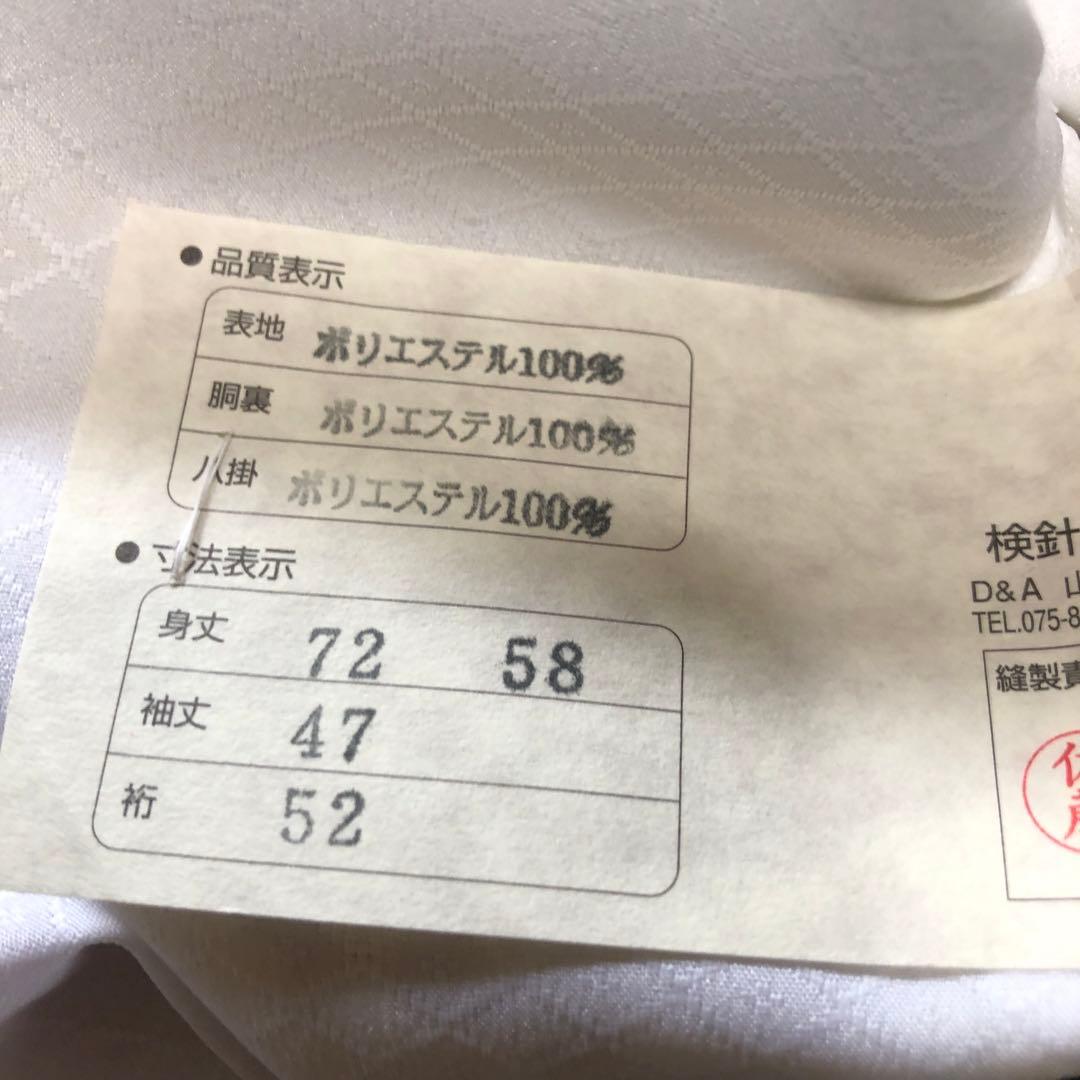 ●品質表示
表地 ポリエステル100%
胴裏 ポリエステル100%
八掛 ポリエステル100%
●寸法表示
身丈 72 58
袖丈 47
裄 52
検針
D&A
TEL.075-8
縫製責
佐